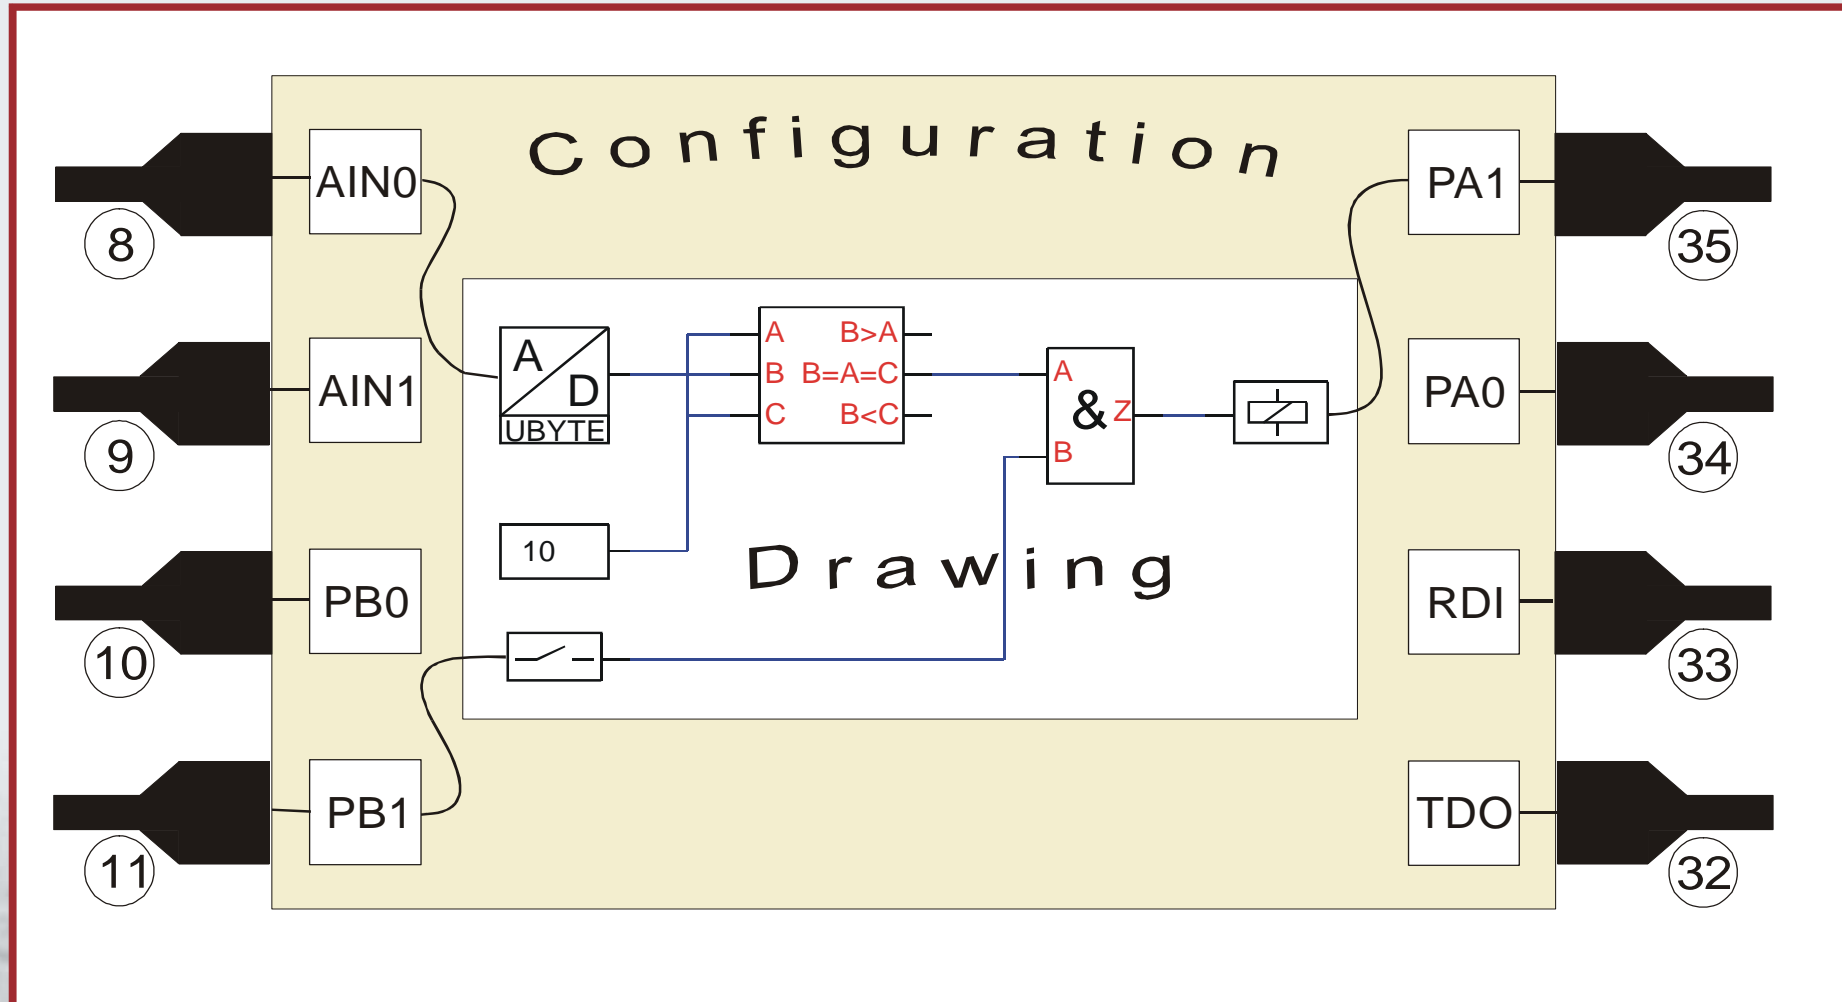 Configuration
AIN0
8
AIN1
9
PB0
10
PB1
11
A
D
UBYTE
10
A B>A
B B=A=C
C B<C
A
& Z
B
Drawing
PA1
35
PA0
34
RDI
33
TDO
32